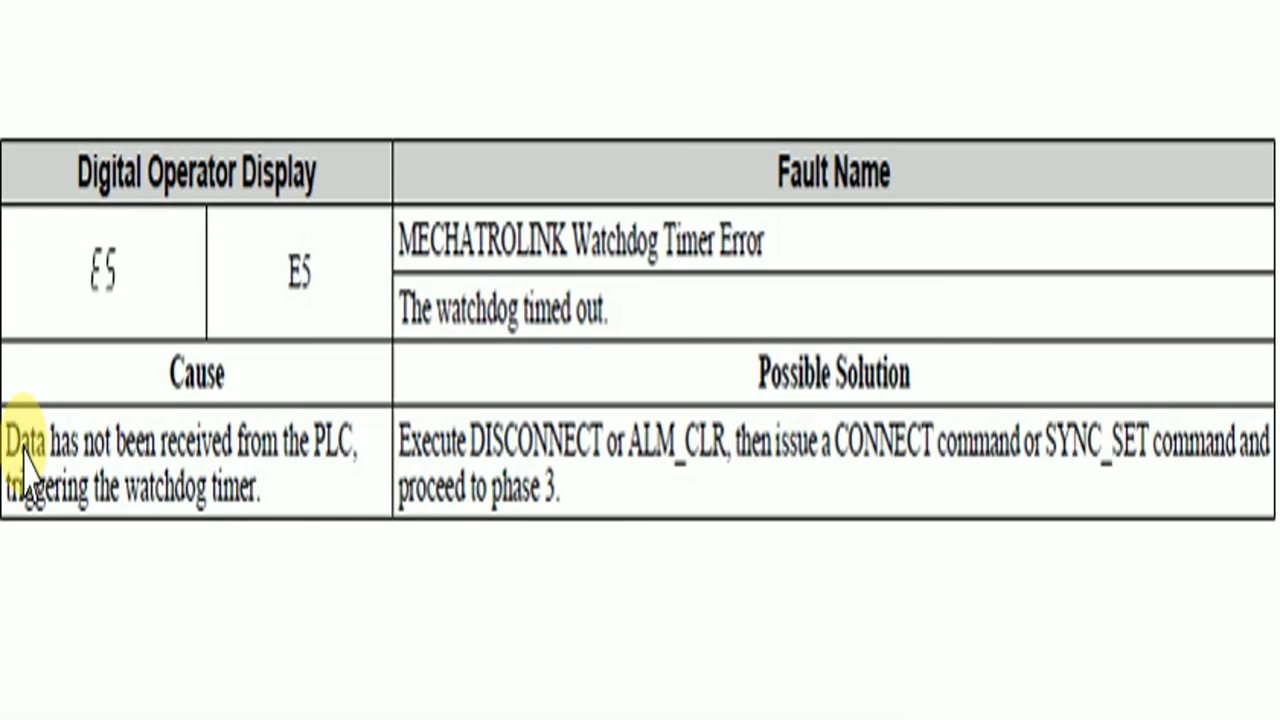 Digital Operator Display
Fault Name
E5
E5
MECHATROLINK Watchdog Timer Error
The watchdog timed out.
Cause
Possible Solution
Data has not been received from the PLC,
triggering the watchdog timer.
Execute DISCONNECT or ALM_CLR, then issue a CONNECT command or SYNC_SET command and
proceed to phase 3.